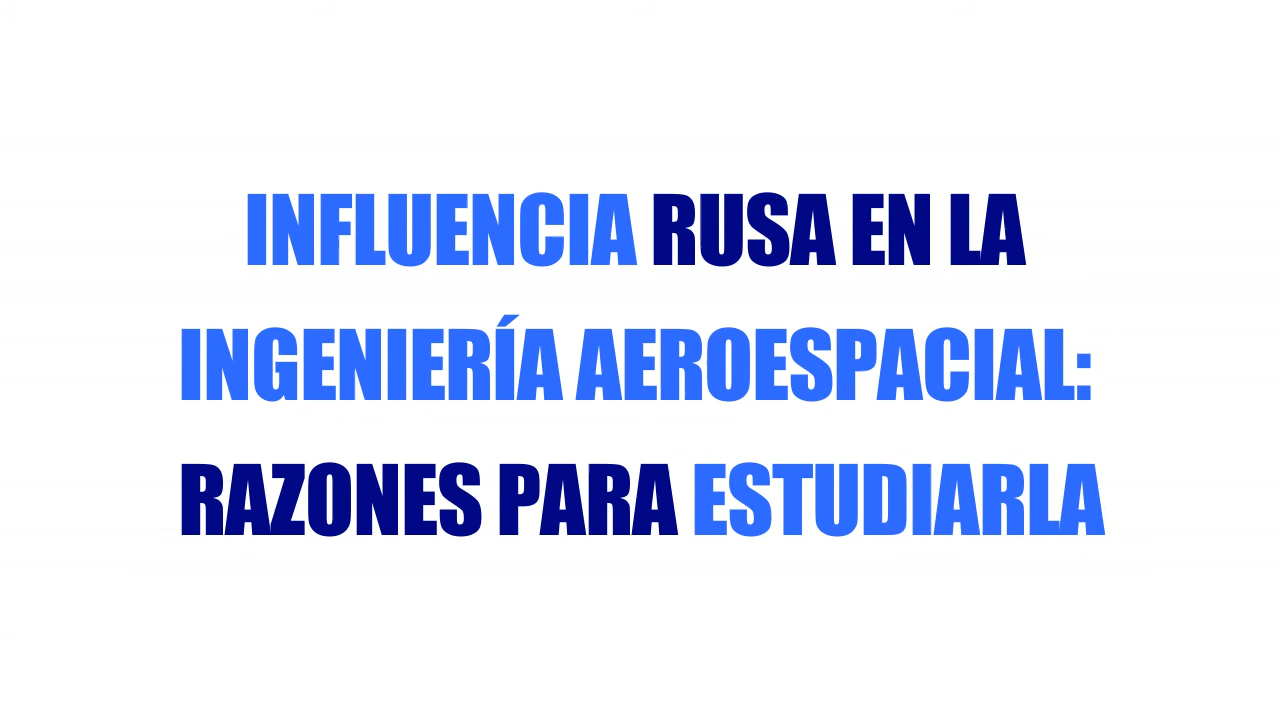 INFLUENCIA RUSA EN LA
INGENIERÍA AEROESPACIAL:
RAZONES PARA ESTUDIARLA